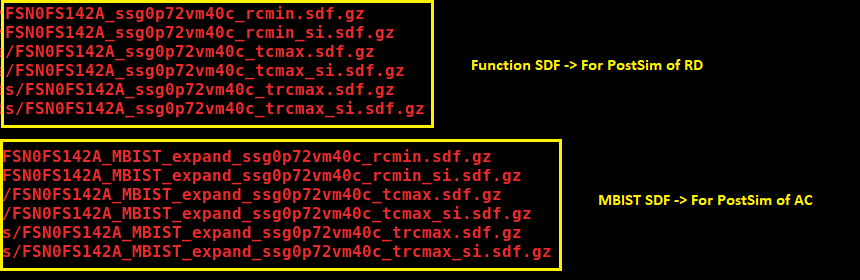 FSN0FS142A_ssg0p72vm40c_rcmin.sdf.gz
FSN0FS142A_ssg0p72vm40c_rcmin_si.sdf.gz
/FSN0FS142A_ssg0p72vm40c_tcmax.sdf.gz
/FSN0FS142A_ssg0p72vm40c_tcmax_si.sdf.gz
s/FSN0FS142A_ssg0p72vm40c_trcmax.sdf.gz
s/FSN0FS142A_ssg0p72vm40c_trcmax_si.sdf.gz
Function SDF -> For PostSim of RD
FSN0FS142A_MBIST_expand_ssg0p72vm40c_rcmin.sdf.gz
FSN0FS142A_MBIST_expand_ssg0p72vm40c_rcmin_si.sdf.gz
/FSN0FS142A_MBIST_expand_ssg0p72vm40c_tcmax.sdf.gz
/FSN0FS142A_MBIST_expand_ssg0p72vm40c_tcmax_si.sdf.gz
s/FSN0FS142A_MBIST_expand_ssg0p72vm40c_trcmax.sdf.gz
s/FSN0FS142A_MBIST_expand_ssg0p72vm40c_trcmax_si.sdf.gz
MBIST SDF -> For PostSim of AC